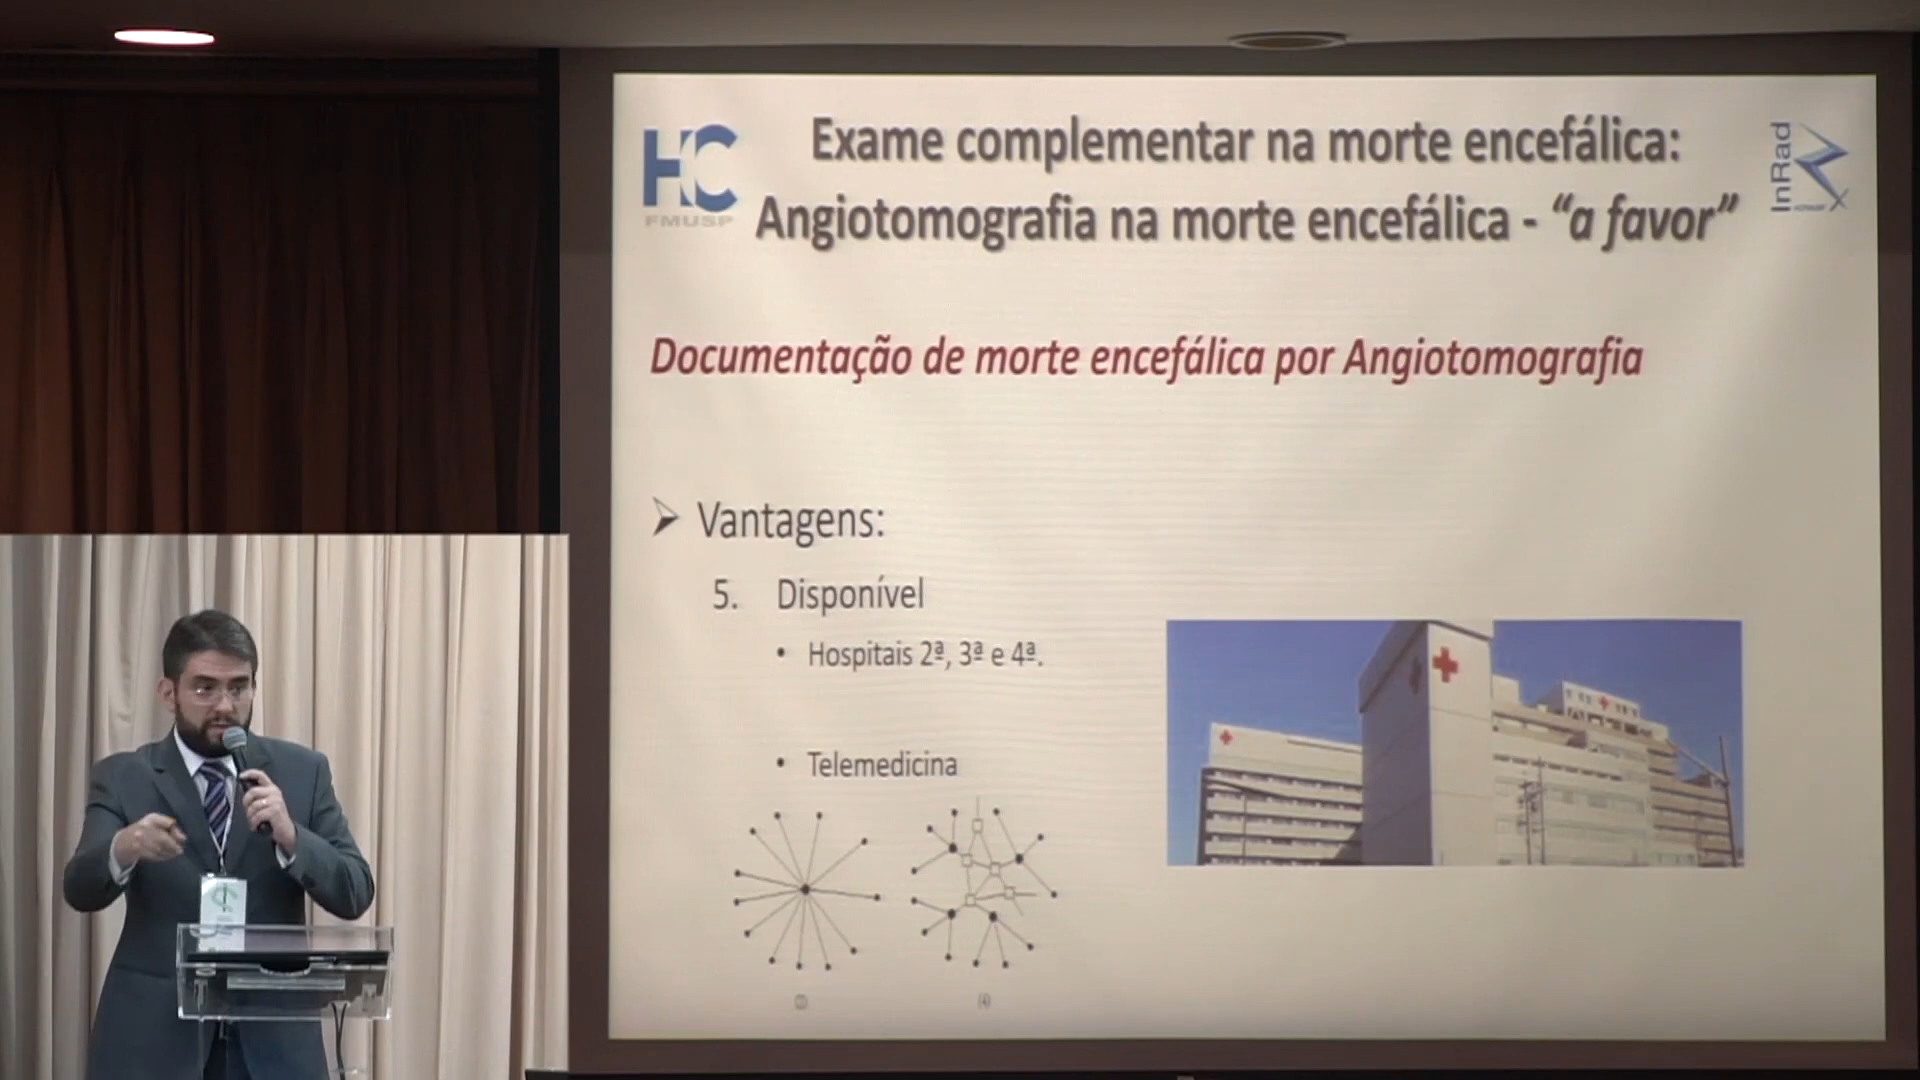 HC
FMUSP
Exame complementar na morte encefálica:
Angiotomografia na morte encefálica - “a favor”
InRad
Documentação de morte encefálica por Angiotomografia
Vantagens:
5. Disponível
• Hospitais 2ª, 3ª e 4ª.
• Telemedicina